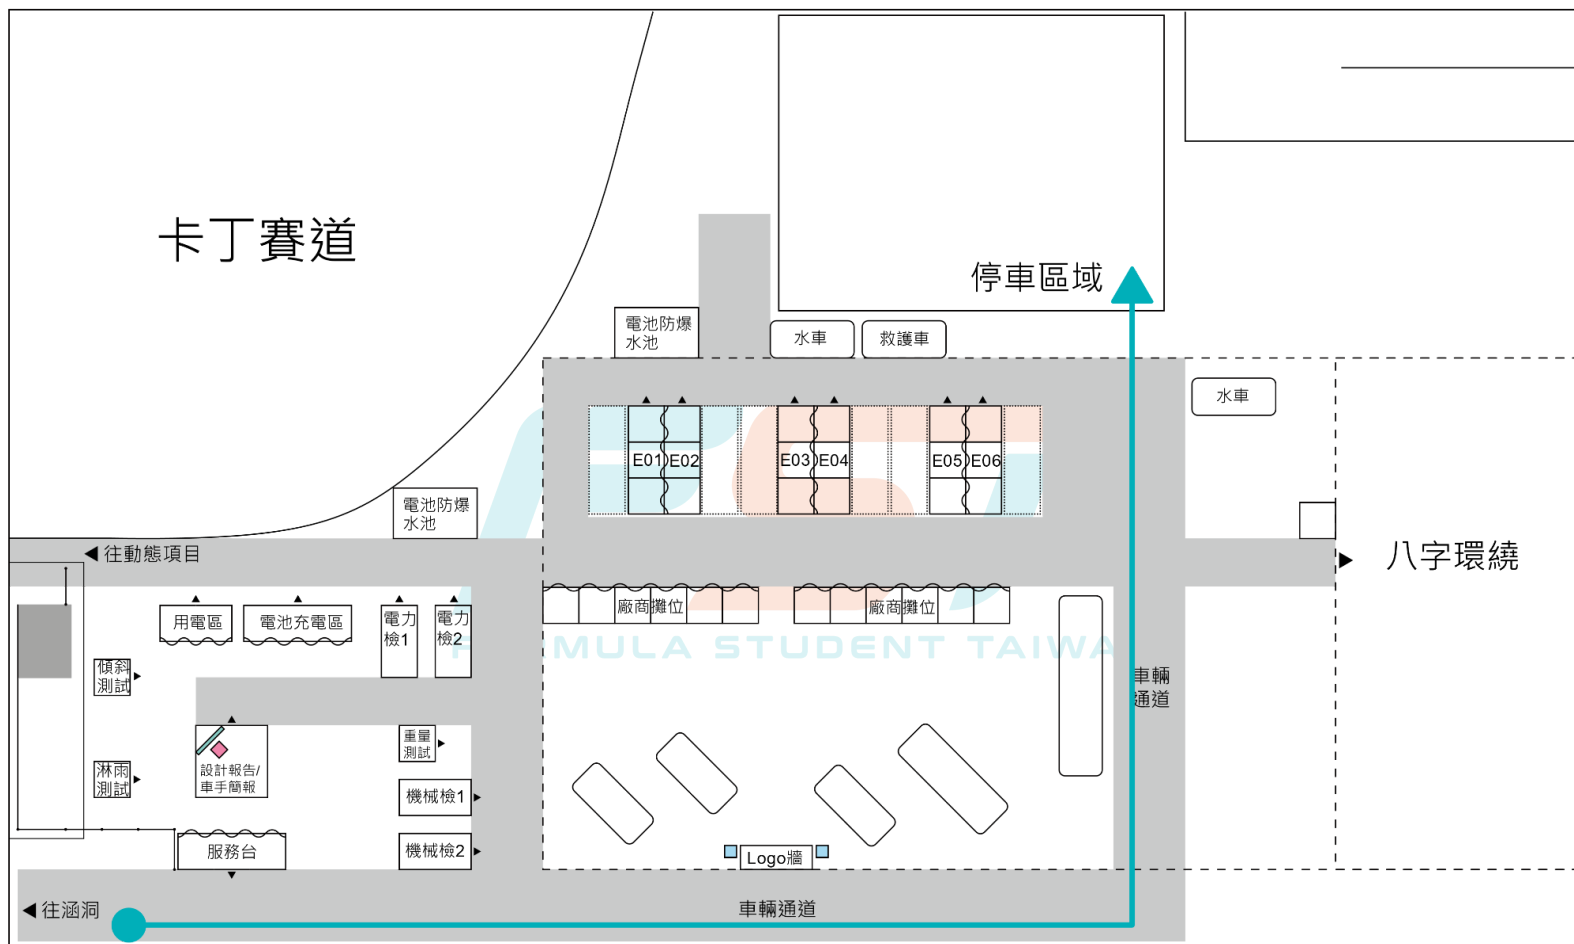 卡丁賽道
停車區域
電池防爆
水池
水車
救護車
水車
E01
E02
E03
E04
E05
E06
電池防爆
水池
往動態項目
八字環繞
用電區
電池充電區
電力
檢1
電力
檢2
廠商攤位
廠商攤位
FORMULA STUDENT TAIWA
傾斜
測試
車輛
通道
重量
測試
設計報告/
車手簡報
淋雨
測試
機械檢1
機械檢2
服務台
Logo牆
往涵洞
車輛通道